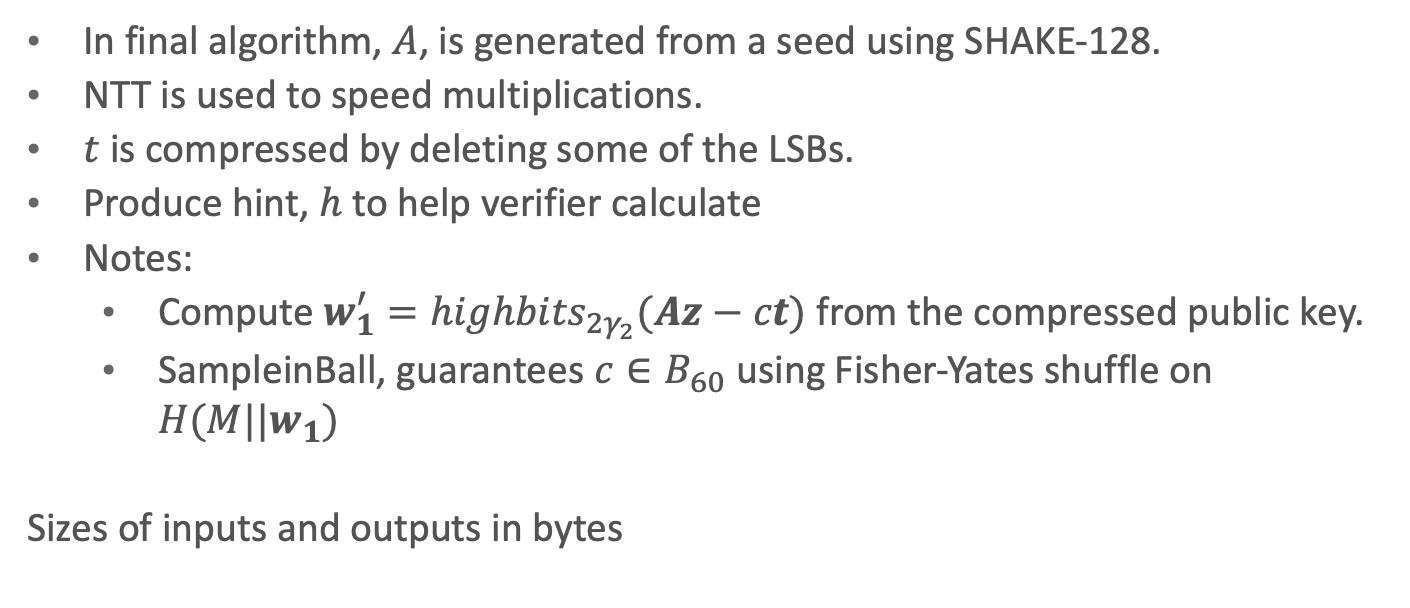 • In final algorithm, A, is generated from a seed using SHAKE-128.
• NTT is used to speed multiplications.
• t is compressed by deleting some of the LSBs.
• Produce hint, h to help verifier calculate
• Notes:
• Compute w₁′ = highbits₂γ₂(Az − ct) from the compressed public key.
• SampleinBall, guarantees c ∈ B₆₀ using Fisher-Yates shuffle on
H(M||w₁)
Sizes of inputs and outputs in bytes